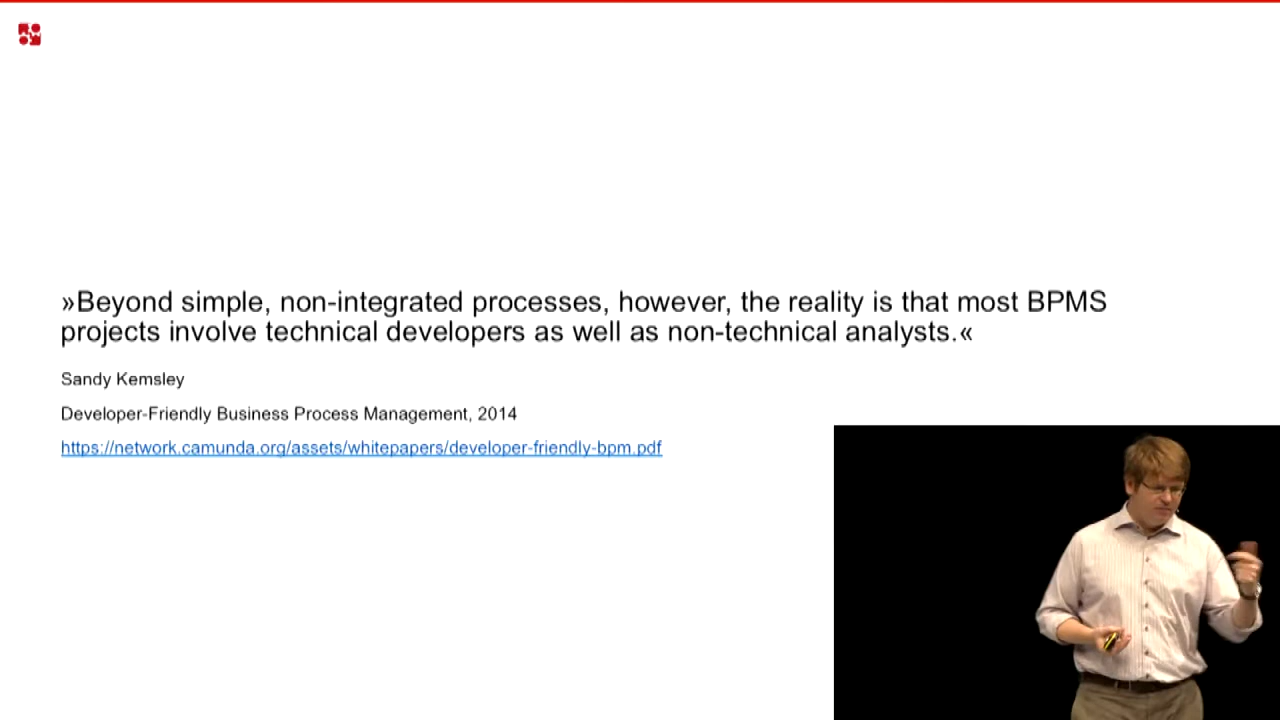 »Beyond simple, non-integrated processes, however, the reality is that most BPMS
projects involve technical developers as well as non-technical analysts.«
Sandy Kemsley
Developer-Friendly Business Process Management, 2014
https://network.camunda.org/assets/whitepapers/developer-friendly-bpm.pdf